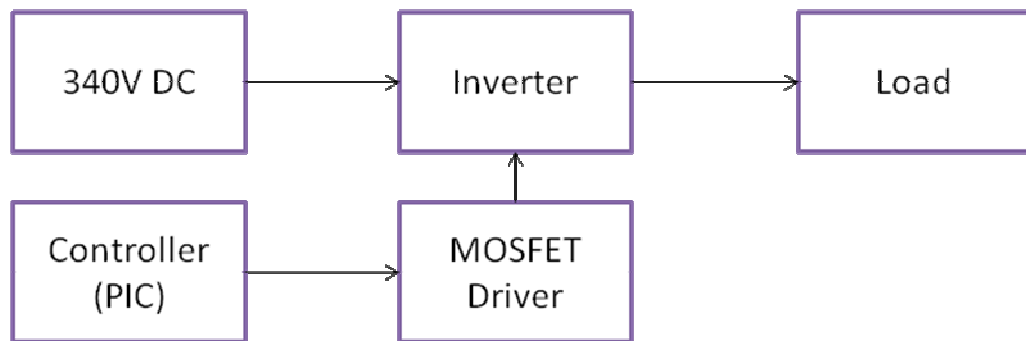 340V DC
Inverter
Load
Controller
(PIC)
MOSFET
Driver